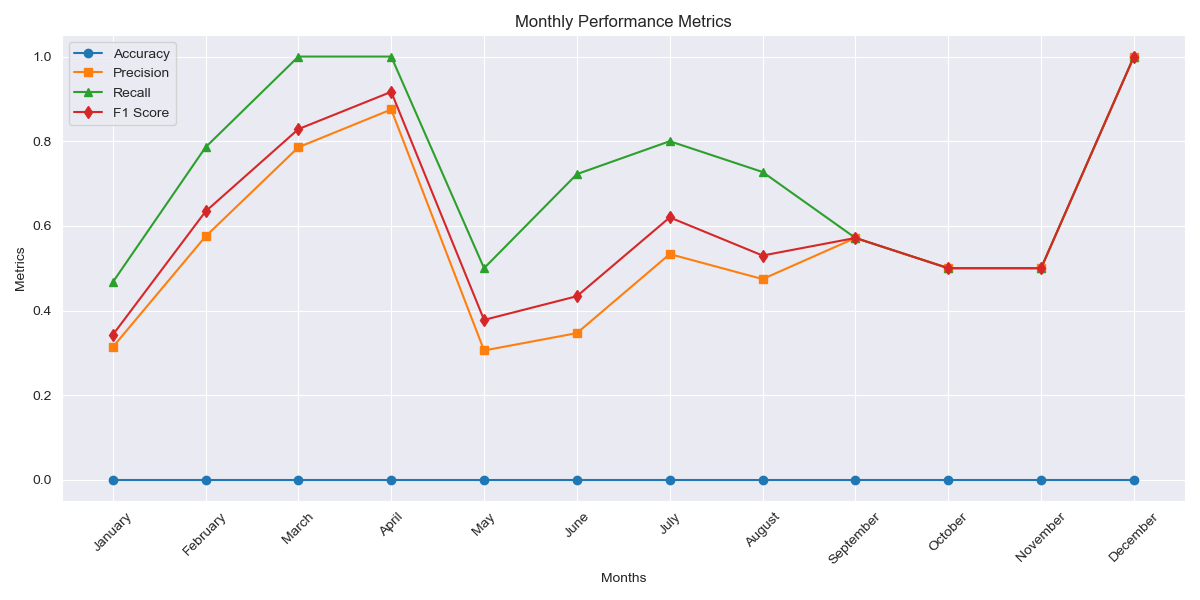 Monthly Performance Metrics
Accuracy
Precision
Recall
F1 Score
Metrics
1.0
0.8
0.6
0.4
0.2
0.0
January
February
March
April
May
June
July
August
September
October
November
December
Months